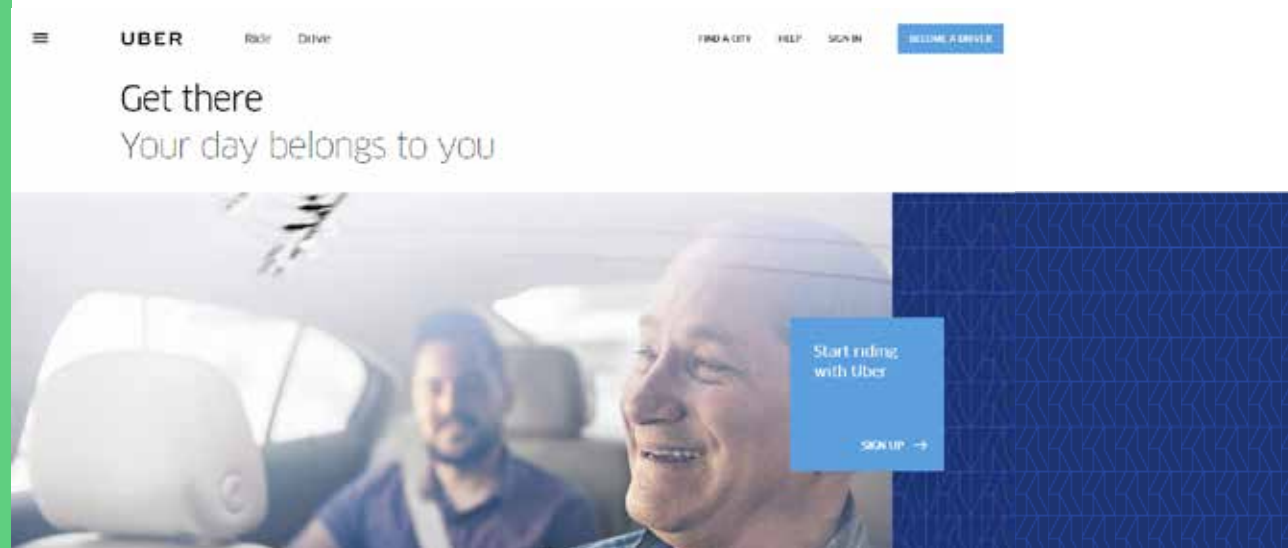 UBER
Ride
Drive
FIND A CITY
HELP
SIGN IN
BECOME A DRIVER
Get there
Your day belongs to you
Start riding
with Uber
SIGN UP →